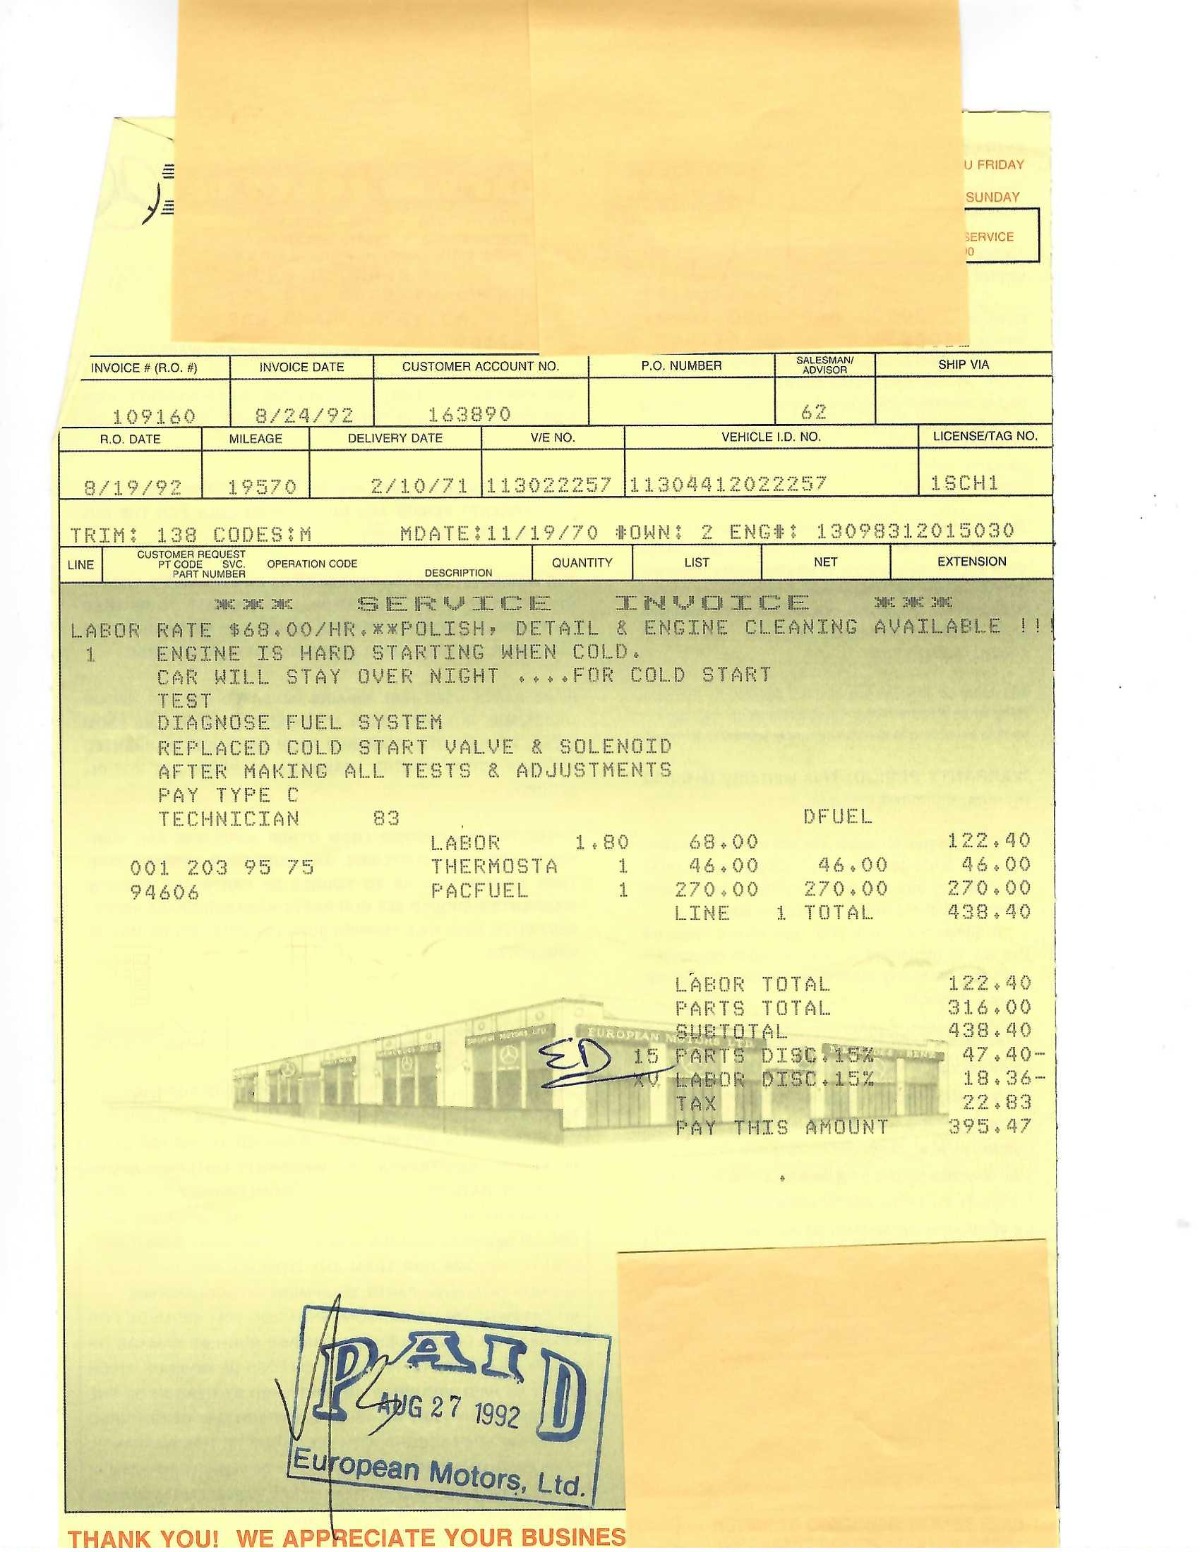 U FRIDAY
SUNDAY
SERVICE
INVOICE # (R.O. #) INVOICE DATE CUSTOMER ACCOUNT NO. P.O. NUMBER SALESMAN/ ADVISOR SHIP VIA
109160 8/24/92 163890 62
R.O. DATE MILEAGE DELIVERY DATE V/E NO. VEHICLE I.D. NO. LICENSE/TAG NO.
8/19/92 19570 2/10/71 113022257 11304412022257 1SCH1
TRIM: 138 CODES:M MDATE:11/19/70 #OWN: 2 ENG#: 13098312015030
LINE CUSTOMER REQUEST PT CODE SVC. PART NUMBER OPERATION CODE DESCRIPTION QUANTITY LIST NET EXTENSION
*** SERVICE INVOICE ***
LABOR RATE $68.00/HR.**POLISH, DETAIL & ENGINE CLEANING AVAILABLE !!!
1 ENGINE IS HARD STARTING WHEN COLD.
CAR WILL STAY OVER NIGHT ....FOR COLD START
TEST
DIAGNOSE FUEL SYSTEM
REPLACED COLD START VALVE & SOLENOID
AFTER MAKING ALL TESTS & ADJUSTMENTS
PAY TYPE C
TECHNICIAN 83 DFUEL
LABOR 1.80 68.00 122.40
001 203 95 75 THERMOSTA 1 46.00 46.00 46.00
94606 PACFUEL 1 270.00 270.00 270.00
LINE 1 TOTAL 438.40
LABOR TOTAL 122.40
PARTS TOTAL 316.00
SUBTOTAL 438.40
EUROPEAN MOTORS LTD
ED 15 PARTS DISC.15% 47.40-
XV LABOR DISC.15% 18.36-
TAX 22.83
PAY THIS AMOUNT 395.47
PAID
AUG 27 1992
European Motors, Ltd.
THANK YOU! WE APPRECIATE YOUR BUSINES